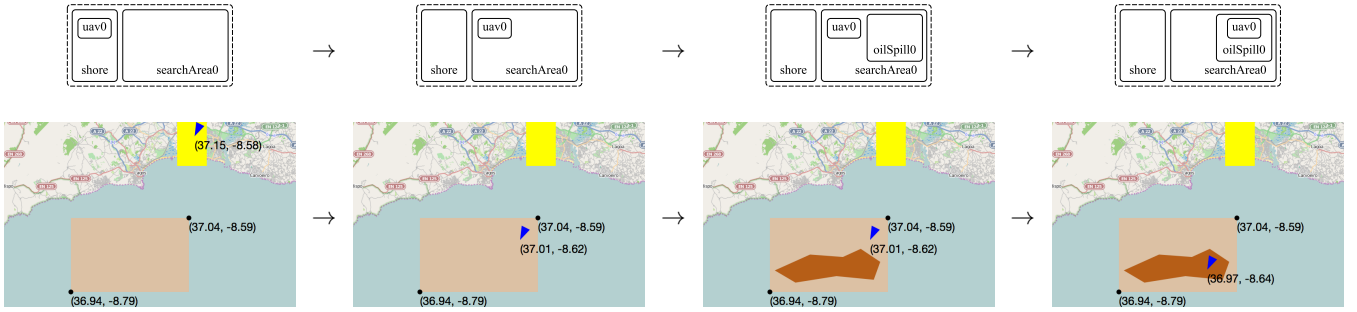 uav0
shore
searchArea0
→
uav0
shore
searchArea0
→
uav0
oilSpill0
shore
searchArea0
→
uav0
oilSpill0
shore
searchArea0
(37.15, -8.58)
(37.04, -8.59)
(36.94, -8.79)
→
(37.04, -8.59)
(37.01, -8.62)
(36.94, -8.79)
→
(37.04, -8.59)
(37.01, -8.62)
(36.94, -8.79)
→
(37.04, -8.59)
(36.97, -8.64)
(36.94, -8.79)